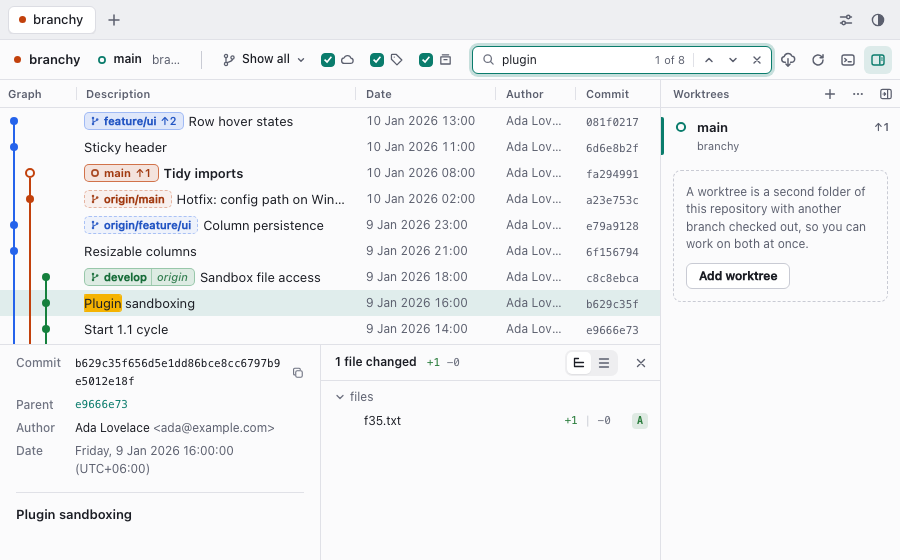 branchy
branchy main bra... Show all plugin 1 of 8
Graph Description Date Author Commit
feature/ui ↑2 Row hover states 10 Jan 2026 13:00 Ada Lov... 081f0217
Sticky header 10 Jan 2026 11:00 Ada Lov... 6d6e8b2f
main ↑1 Tidy imports 10 Jan 2026 08:00 Ada Lov... fa294991
origin/main Hotfix: config path on Win... 10 Jan 2026 02:00 Ada Lov... a23e753c
origin/feature/ui Column persistence 9 Jan 2026 23:00 Ada Lov... e79a9128
Resizable columns 9 Jan 2026 21:00 Ada Lov... 6f156794
develop origin Sandbox file access 9 Jan 2026 18:00 Ada Lov... c8c8ebca
Plugin sandboxing 9 Jan 2026 16:00 Ada Lov... b629c35f
Start 1.1 cycle 9 Jan 2026 14:00 Ada Lov... e9666e73
Commit b629c35f656d5e1dd86bce8cc6797b9
e5012e18f
Parent e9666e73
Author Ada Lovelace <ada@example.com>
Date Friday, 9 Jan 2026 16:00:00
(UTC+06:00)
Plugin sandboxing
1 file changed +1 −0
files
f35.txt +1 −0 A
Worktrees
main ↑1
branchy
A worktree is a second folder of
this repository with another
branch checked out, so you can
work on both at once.
Add worktree